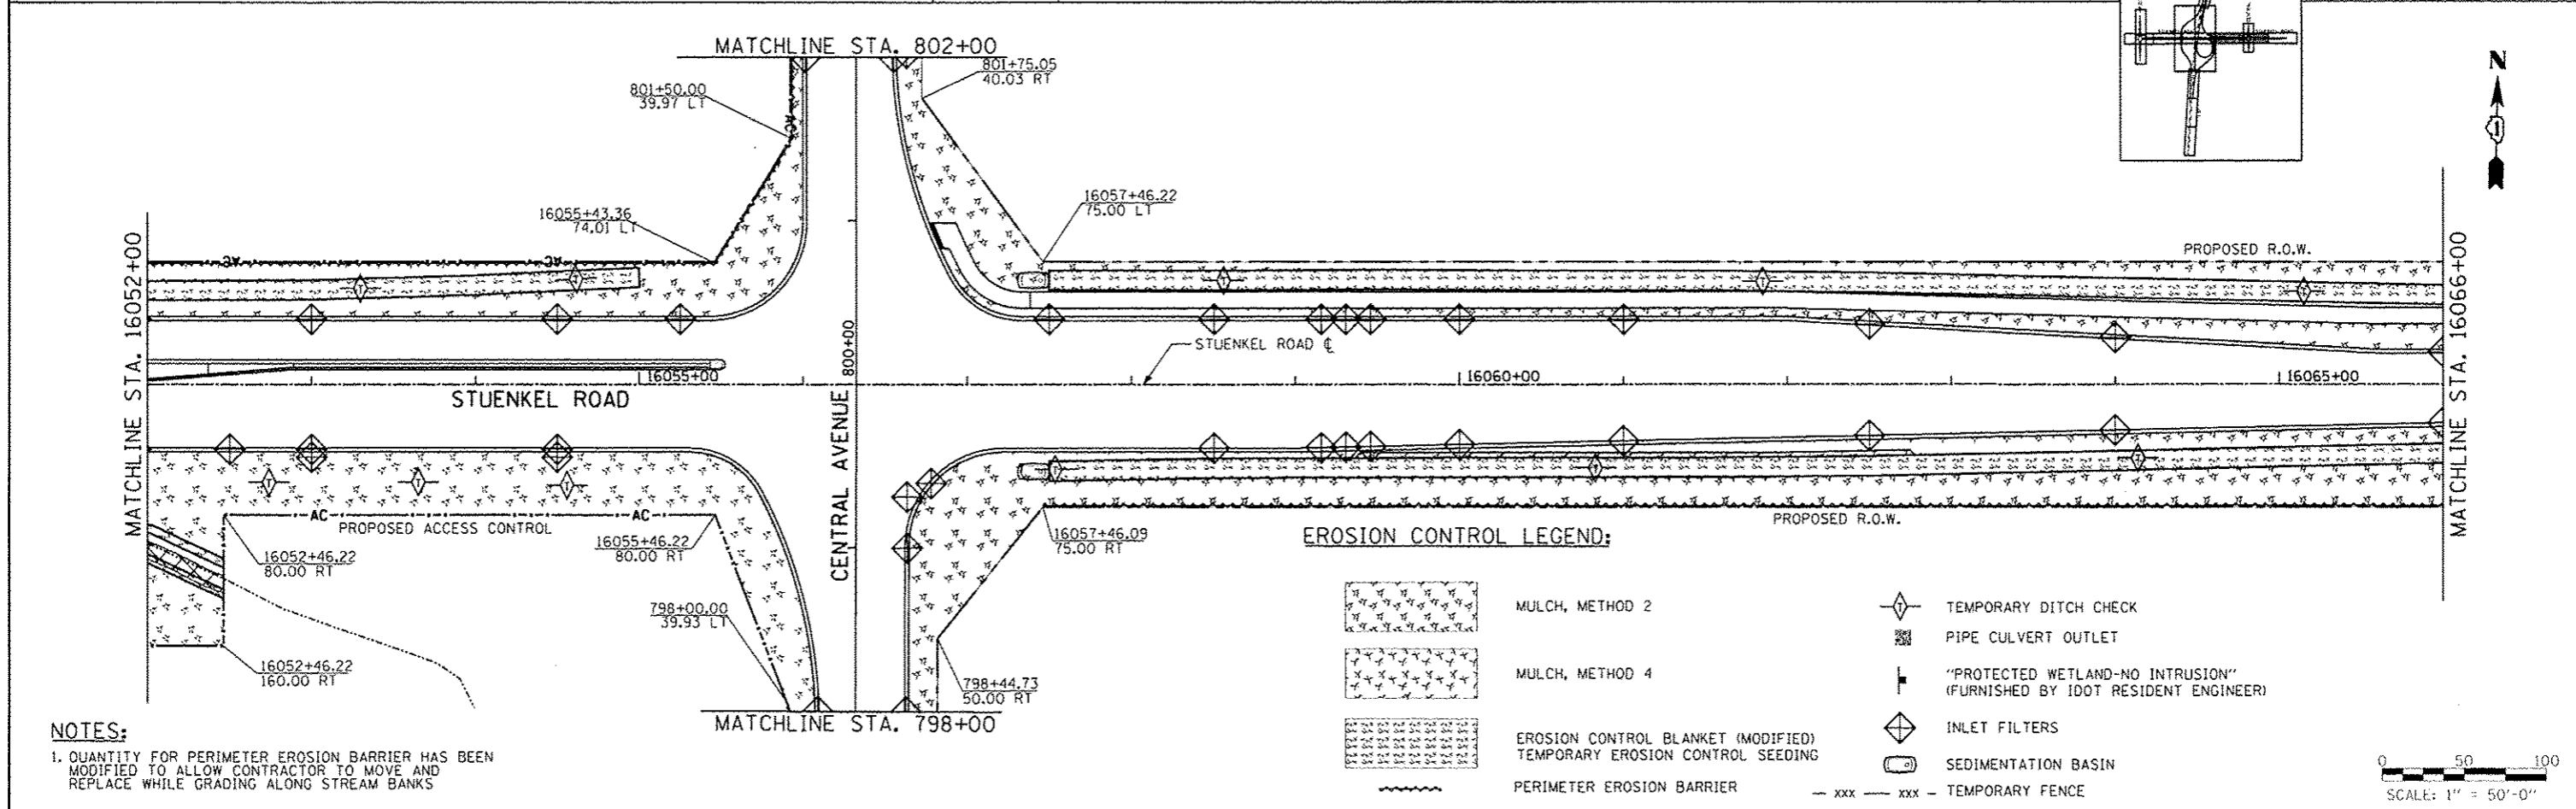 MATCHLINE STA. 802+00
801+75.05
40.03 RT
801+50.00
39.97 LT
AC
N
16055+43.36
74.01 LT
16057+46.22
75.00 LT
MATCHLINE STA. 16052+00
AC
AC
PROPOSED R.O.W.
MATCHLINE STA. 16066+00
800+00
STUENKEL ROAD ℄
16055+00
16060+00
16065+00
STUENKEL ROAD
CENTRAL AVENUE
AC
AC
PROPOSED ACCESS CONTROL
PROPOSED R.O.W.
16052+46.22
80.00 RT
16055+46.22
80.00 RT
16057+46.09
75.00 RT
798+00.00
39.93 LT
16052+46.22
160.00 RT
798+44.73
50.00 RT
MATCHLINE STA. 798+00
NOTES:
1. QUANTITY FOR PERIMETER EROSION BARRIER HAS BEEN
MODIFIED TO ALLOW CONTRACTOR TO MOVE AND
REPLACE WHILE GRADING ALONG STREAM BANKS
EROSION CONTROL LEGEND:
MULCH, METHOD 2
MULCH, METHOD 4
EROSION CONTROL BLANKET (MODIFIED)
TEMPORARY EROSION CONTROL SEEDING
PERIMETER EROSION BARRIER
T
TEMPORARY DITCH CHECK
PIPE CULVERT OUTLET
"PROTECTED WETLAND-NO INTRUSION"
(FURNISHED BY IDOT RESIDENT ENGINEER)
INLET FILTERS
SEDIMENTATION BASIN
XXX XXX TEMPORARY FENCE
0 50 100
SCALE: 1" = 50'-0"